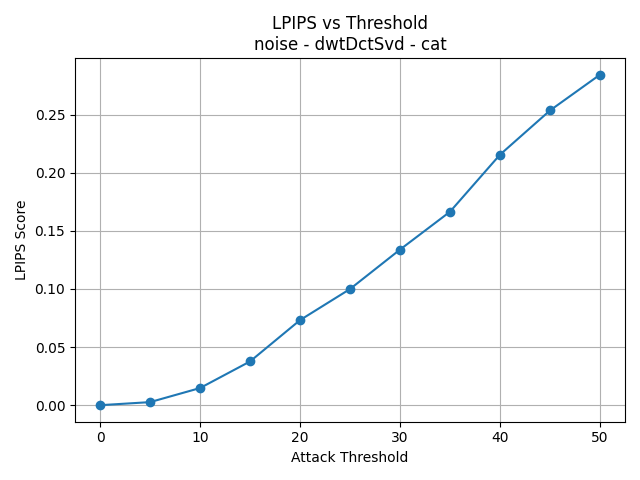 LPIPS vs Threshold
noise - dwtDctSvd - cat
LPIPS Score
0.25
0.20
0.15
0.10
0.05
0.00
0 10 20 30 40 50
Attack Threshold